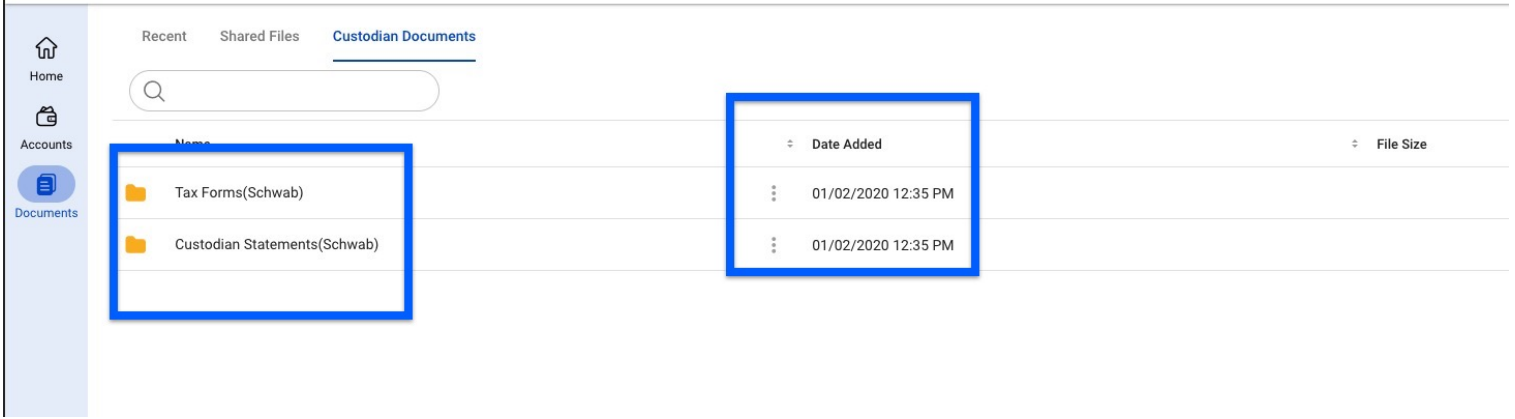 Home
Accounts
Documents
Recent Shared Files Custodian Documents
Name Date Added File Size
Tax Forms(Schwab) 01/02/2020 12:35 PM
Custodian Statements(Schwab) 01/02/2020 12:35 PM